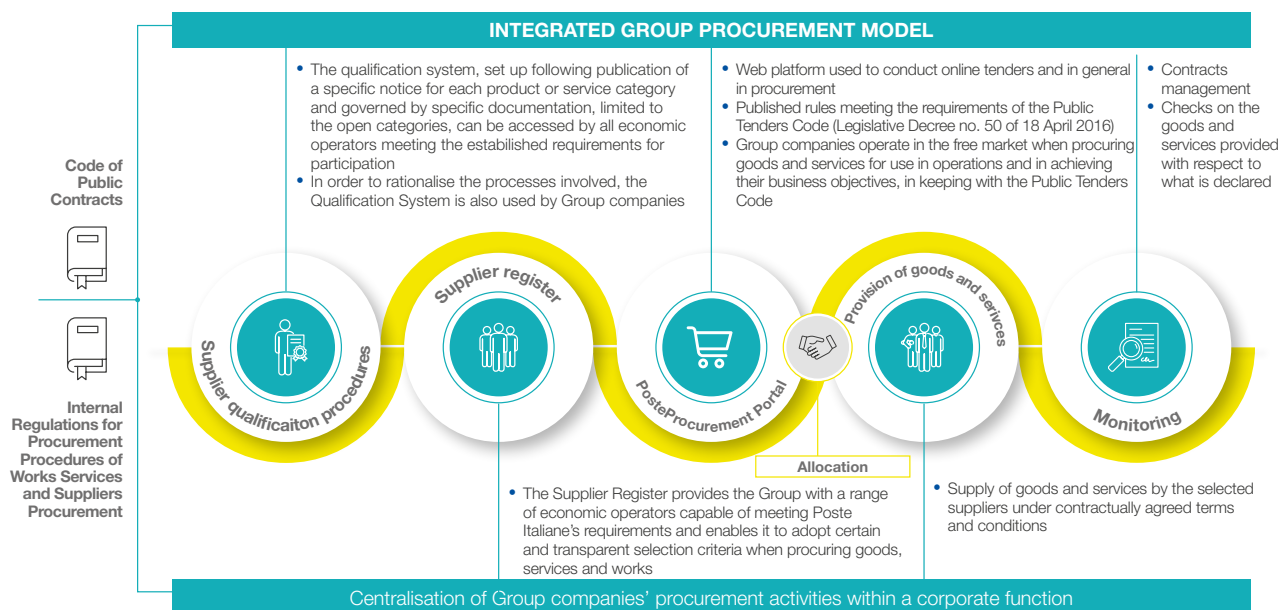 INTEGRATED GROUP PROCUREMENT MODEL
Code of
Public
Contracts
Internal
Regulations for
Procurement
Procedures of
Works Services
and Suppliers
Procurement
• The qualification system, set up following publication of
a specific notice for each product or service category
and governed by specific documentation, limited to
the open categories, can be accessed by all economic
operators meeting the estabilished requirements for
participation
• In order to rationalise the processes involved, the
Qualification System is also used by Group companies
• Web platform used to conduct online tenders and in general
in procurement
• Published rules meeting the requirements of the Public
Tenders Code (Legislative Decree no. 50 of 18 April 2016)
• Group companies operate in the free market when procuring
goods and services for use in operations and in achieving
their business objectives, in keeping with the Public Tenders
Code
• Contracts
management
• Checks on the
goods and
services provided
with respect to
what is declared
Supplier qualificaiton procedures
Supplier register
PosteProcurement Portal
Provision of goods and serivces
Monitoring
Allocation
• The Supplier Register provides the Group with a range
of economic operators capable of meeting Poste
Italiane's requirements and enables it to adopt certain
and transparent selection criteria when procuring goods,
services and works
• Supply of goods and services by the selected
suppliers under contractually agreed terms
and conditions
Centralisation of Group companies' procurement activities within a corporate function